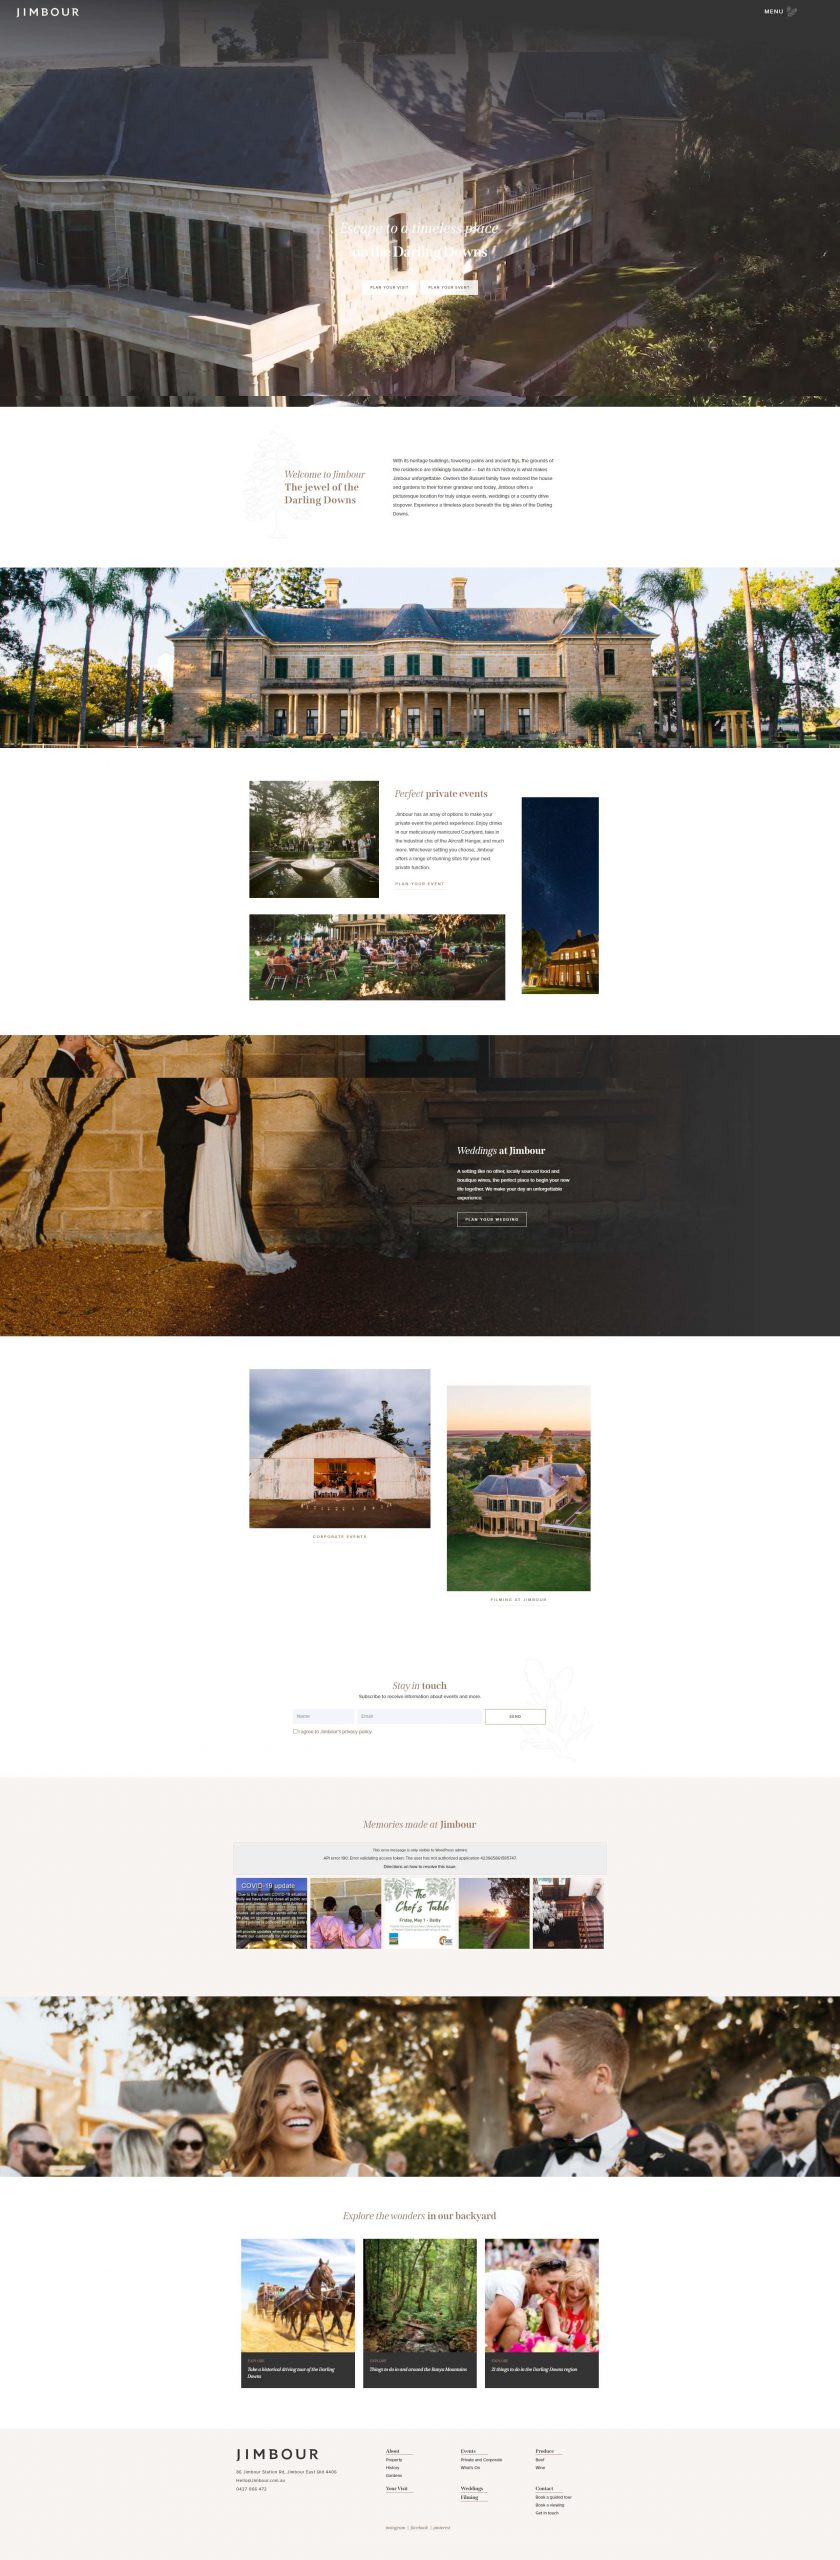 JIMBOUR
MENU
Escape to a timeless place
on the Darling Downs
PLAN YOUR VISIT
PLAN YOUR EVENT
Welcome to Jimbour
The jewel of the
Darling Downs
With its heritage buildings, towering palms and ancient figs, the grounds of
the residence are strikingly beautiful — but its rich history is what makes
Jimbour unforgettable. Owners the Russell family have restored the house
and gardens to their former grandeur and today, Jimbour offers a
picturesque location for truly unique events, weddings or a country drive
stopover. Experience a timeless place beneath the big skies of the Darling
Downs.
Perfect private events
Jimbour has an array of options to make your
private event the perfect experience. Enjoy drinks
in our meticulously manicured Courtyard, take in
the industrial chic of the Aircraft Hangar, and much
more. Whichever setting you choose, Jimbour
offers a range of stunning sites for your next
private function.
PLAN YOUR EVENT
Weddings at Jimbour
A setting like no other, locally sourced food and
boutique wines, the perfect place to begin your new
life together. We make your day an unforgettable
experience.
PLAN YOUR WEDDING
CORPORATE EVENTS
FILMING AT JIMBOUR
Stay in touch
Subscribe to receive information about events and more.
Name
Email
SEND
I agree to Jimbour's privacy policy.
Memories made at Jimbour
This error message is only visible to WordPress admins
API error 190: Error validating access token: The user has not authorized application
Directions on how to resolve this issue
COVID-19 update
Due to the current COVID-19 situation
The
Chef's Table
Friday, May 1 - Dalby
Explore the wonders in our backyard
EXPLORE
Take a historical driving tour of the Darling
Downs
EXPLORE
Things to do in and around the Bunya Mountains
EXPLORE
21 things to do in the Darling Downs region
JIMBOUR
86 Jimbour Station Rd, Jimbour East Qld 4406
Hello@Jimbour.com.au
0427 066 472
About
Property
History
Gardens
Events
Private and Corporate
What's On
Produce
Beef
Wine
Your Visit
Weddings
Filming
Contact
Book a guided tour
Book a viewing
Get in touch
instagram | facebook | pinterest